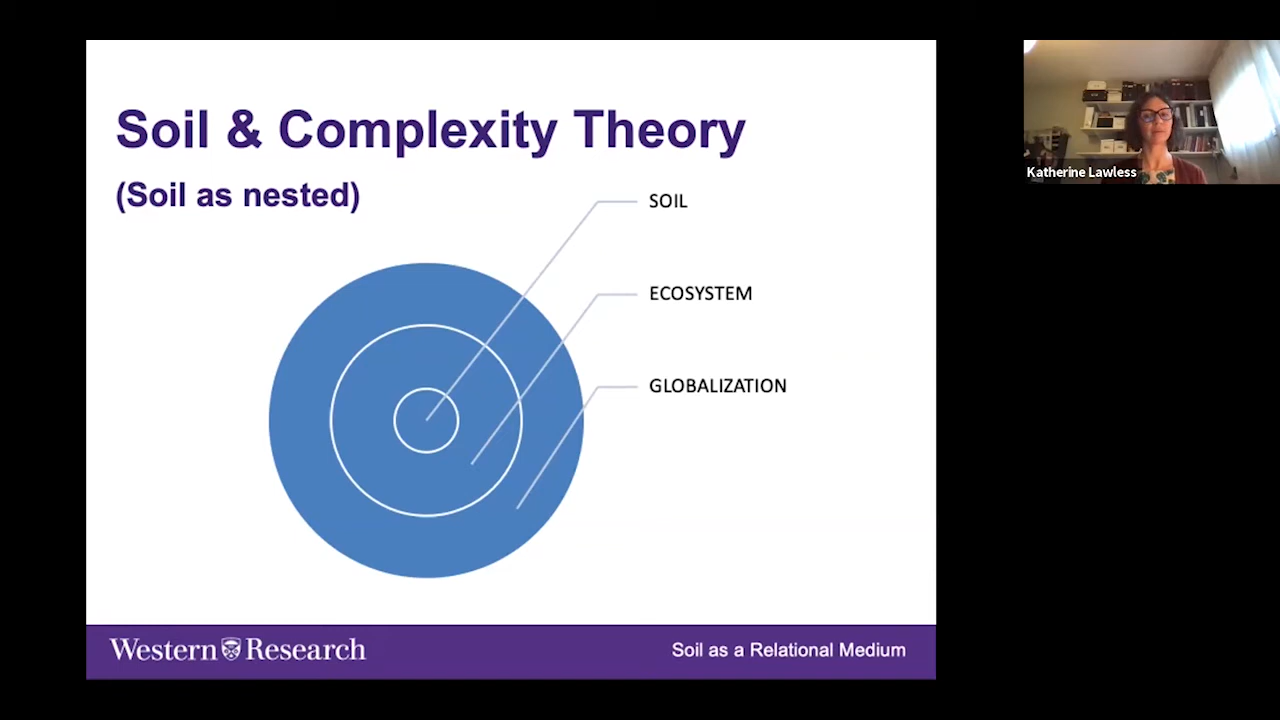 Soil & Complexity Theory
(Soil as nested)
SOIL
ECOSYSTEM
GLOBALIZATION
Western Research
Soil as a Relational Medium
Katherine Lawless